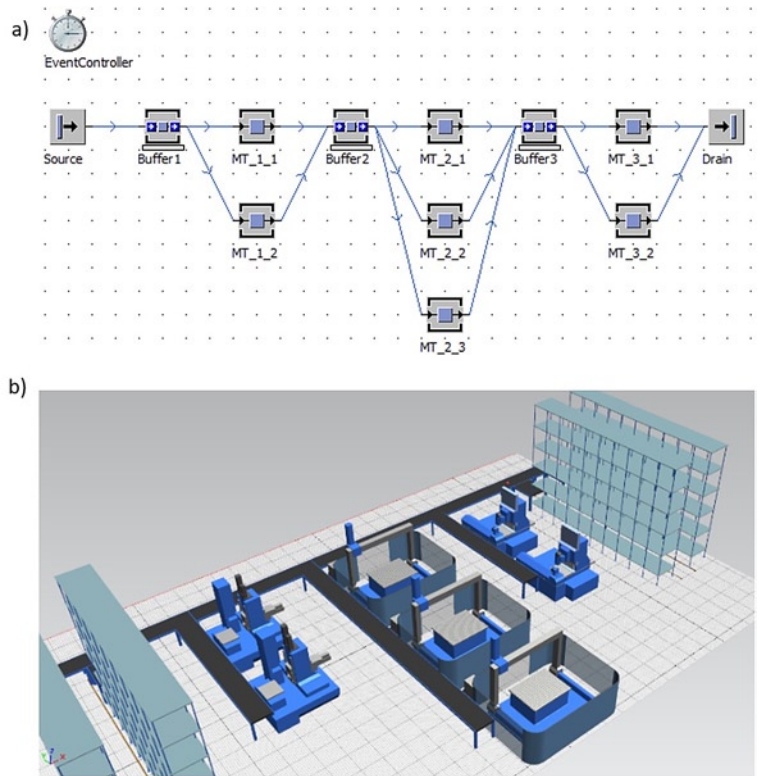 a)
EventController
Source
Buffer1
MT_1_1
Buffer2
MT_2_1
Buffer3
MT_3_1
Drain
MT_1_2
MT_2_2
MT_3_2
MT_2_3
b)